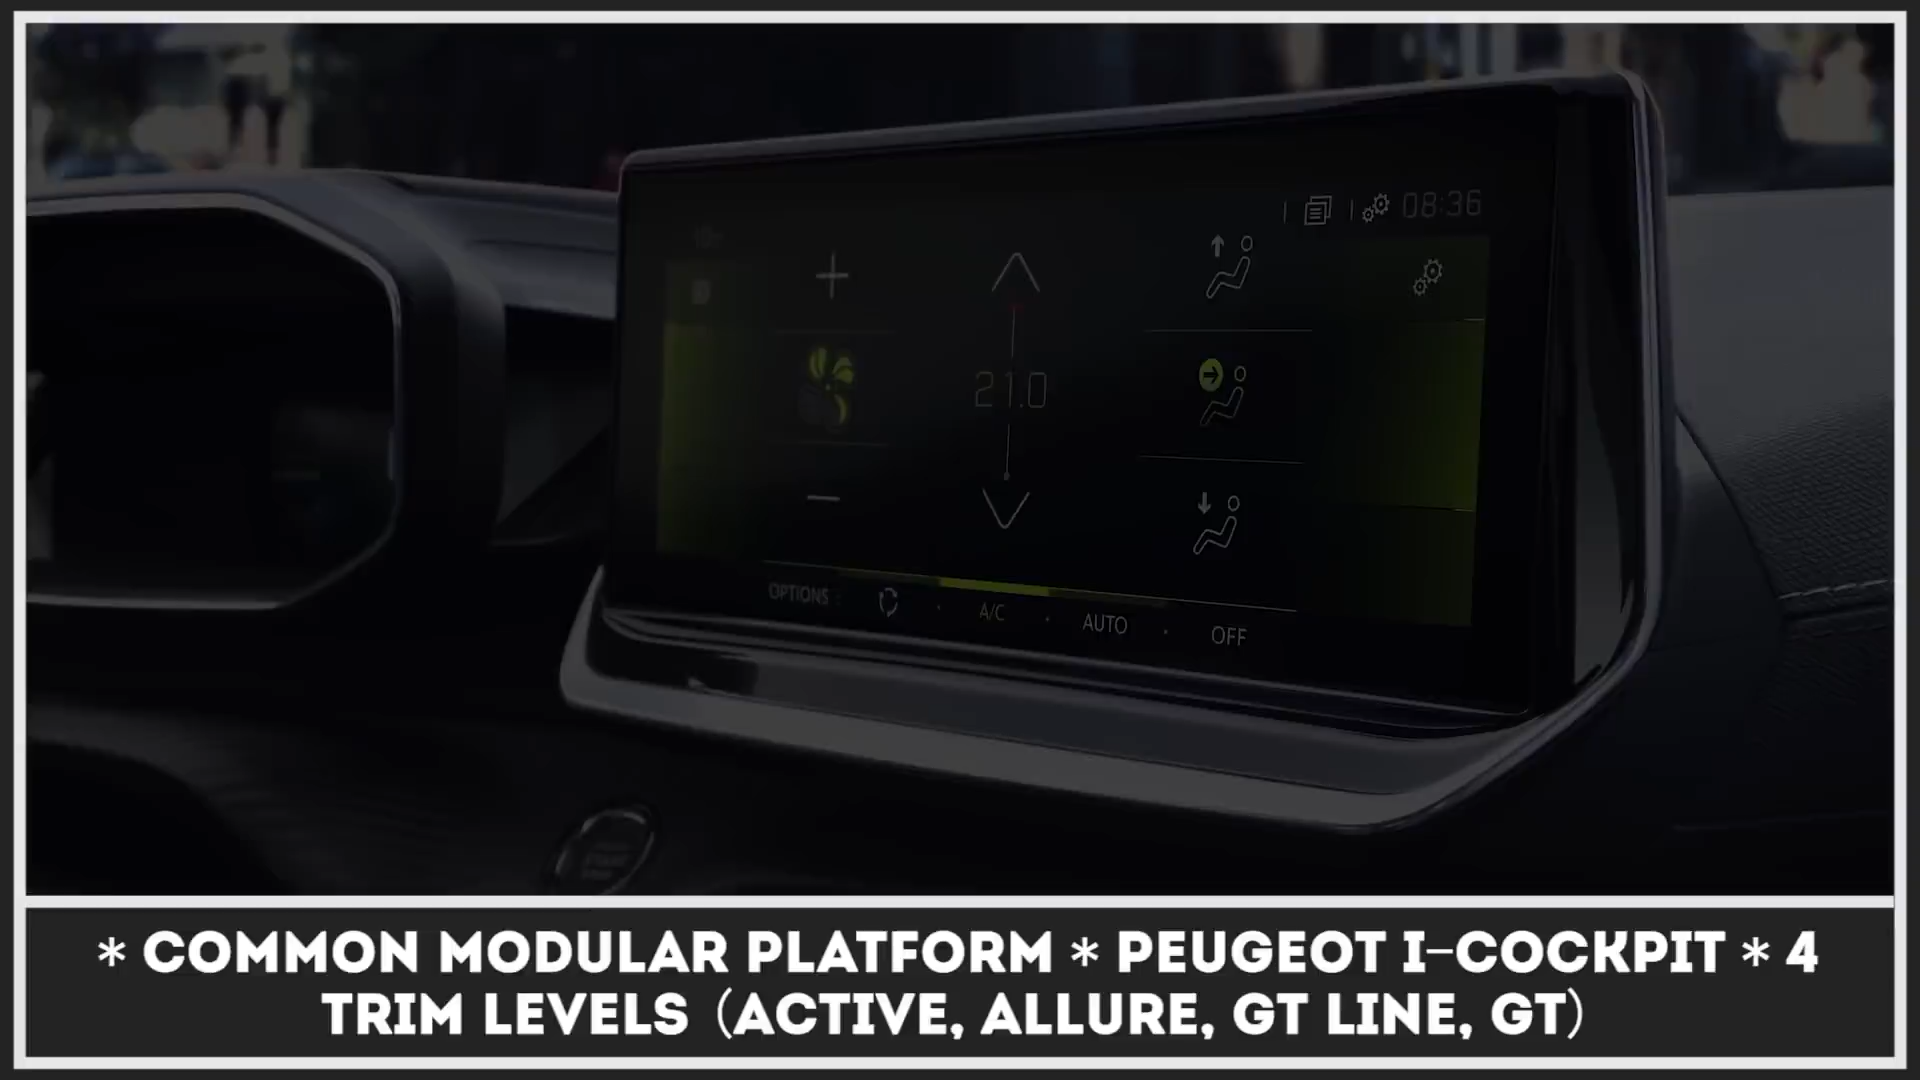 08:36
21.0
OPTIONS
A/C
AUTO
OFF
* COMMON MODULAR PLATFORM * PEUGEOT I-COCKPIT * 4
TRIM LEVELS (ACTIVE, ALLURE, GT LINE, GT)